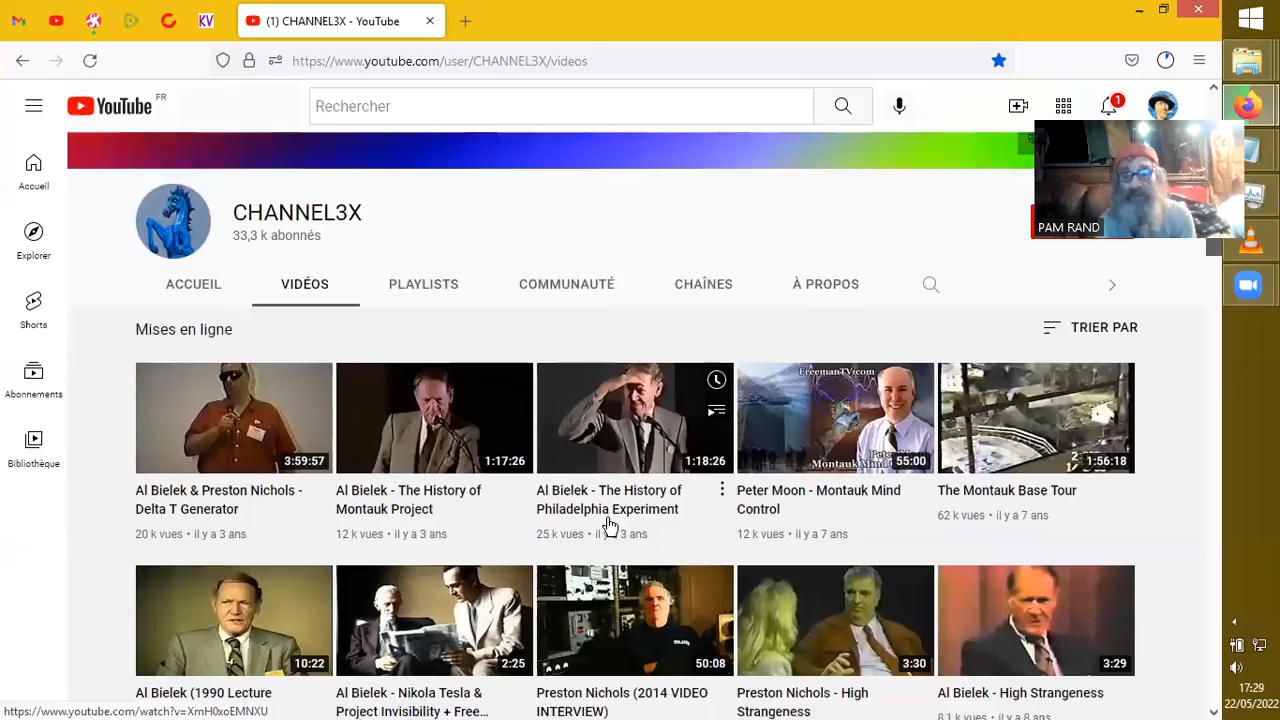 KV
(1) CHANNEL3X - YouTube
https://www.youtube.com/user/CHANNEL3X/videos
YouTube FR
Rechercher
1
Accueil
Explorer
Shorts
Abonnements
Bibliothèque
PAM RAND
CHANNEL3X
33,3 k abonnés
ACCUEIL VIDÉOS PLAYLISTS COMMUNAUTÉ CHAÎNES À PROPOS
Mises en ligne
TRIER PAR
3:59:57
Al Bielek & Preston Nichols -
Delta T Generator
20 k vues • il y a 3 ans
1:17:26
Al Bielek - The History of
Montauk Project
12 k vues • il y a 3 ans
1:18:26
Al Bielek - The History of
Philadelphia Experiment
25 k vues • il y a 3 ans
FreemanTV.com
55:00
Peter Moon - Montauk Mind
Control
12 k vues • il y a 7 ans
1:56:18
The Montauk Base Tour
62 k vues • il y a 7 ans
10:22
Al Bielek (1990 Lecture
2:25
Al Bielek - Nikola Tesla &
Project Invisibility + Free...
50:08
Preston Nichols (2014 VIDEO
INTERVIEW)
3:30
Preston Nichols - High
Strangeness
3:29
Al Bielek - High Strangeness
8,1 k vues • il y a 8 ans
https://www.youtube.com/watch?v=XmH0xoEMNXU
17:29
22/05/2022